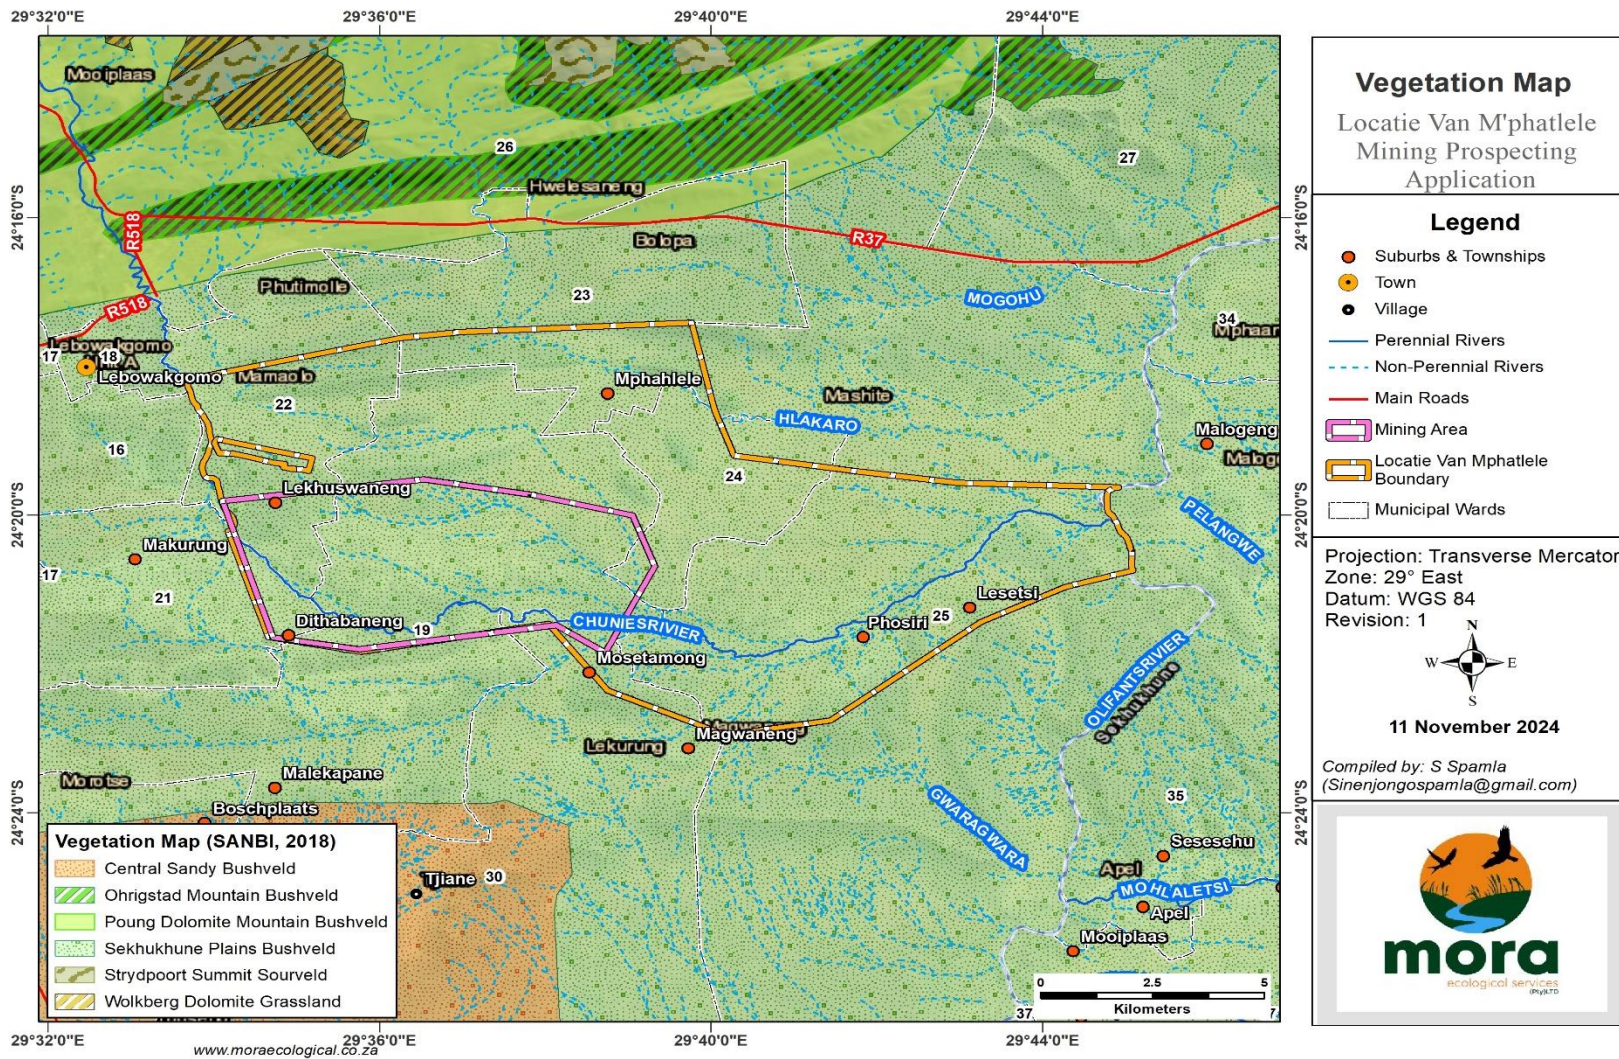 29°32'0"E
29°36'0"E
29°40'0"E
29°44'0"E
24°16'0"S
24°20'0"S
24°24'0"S
24°16'0"S
24°20'0"S
24°24'0"S
Mooiplaas
26
27
Hwelesaneng
R518
Bolopa
R37
Phutimolle
23
MOGOHU
R518
34
Lebowakgomo
17
18
Lebowakgomo
Mamaolo
Mphahlele
Mashite
22
HLAKARO
Malogeng
16
24
Lekhuswaneng
PELANGWE
Makurung
17
21
Lesetsi
Dithabaneng
19
CHUNIESRIVIER
Phosiri
25
Mosetamong
OLIFANTSRIVIER
Sekhukhune
Magwaneng
Lekurung
Morotse
Malekapane
35
Boschplaats
GWARAGWARA
Sesesehu
Apel
Tjiane
30
MOHLALETSI
Apel
Mooiplaas
37
Vegetation Map (SANBI, 2018)
Central Sandy Bushveld
Ohrigstad Mountain Bushveld
Poung Dolomite Mountain Bushveld
Sekhukhune Plains Bushveld
Strydpoort Summit Sourveld
Wolkberg Dolomite Grassland
0 2.5 5
Kilometers
29°32'0"E
29°36'0"E
29°40'0"E
29°44'0"E
www.moraecological.co.za
Vegetation Map
Locatie Van M'phatlele
Mining Prospecting
Application
Legend
Suburbs & Townships
Town
Village
Perennial Rivers
Non-Perennial Rivers
Main Roads
Mining Area
Locatie Van Mphatlele
Boundary
Municipal Wards
Projection: Transverse Mercator
Zone: 29° East
Datum: WGS 84
Revision: 1
N
W E
S
11 November 2024
Compiled by: S Spamla
(Sinenjongospamla@gmail.com)
mora
ecological services
(Pty)LTD